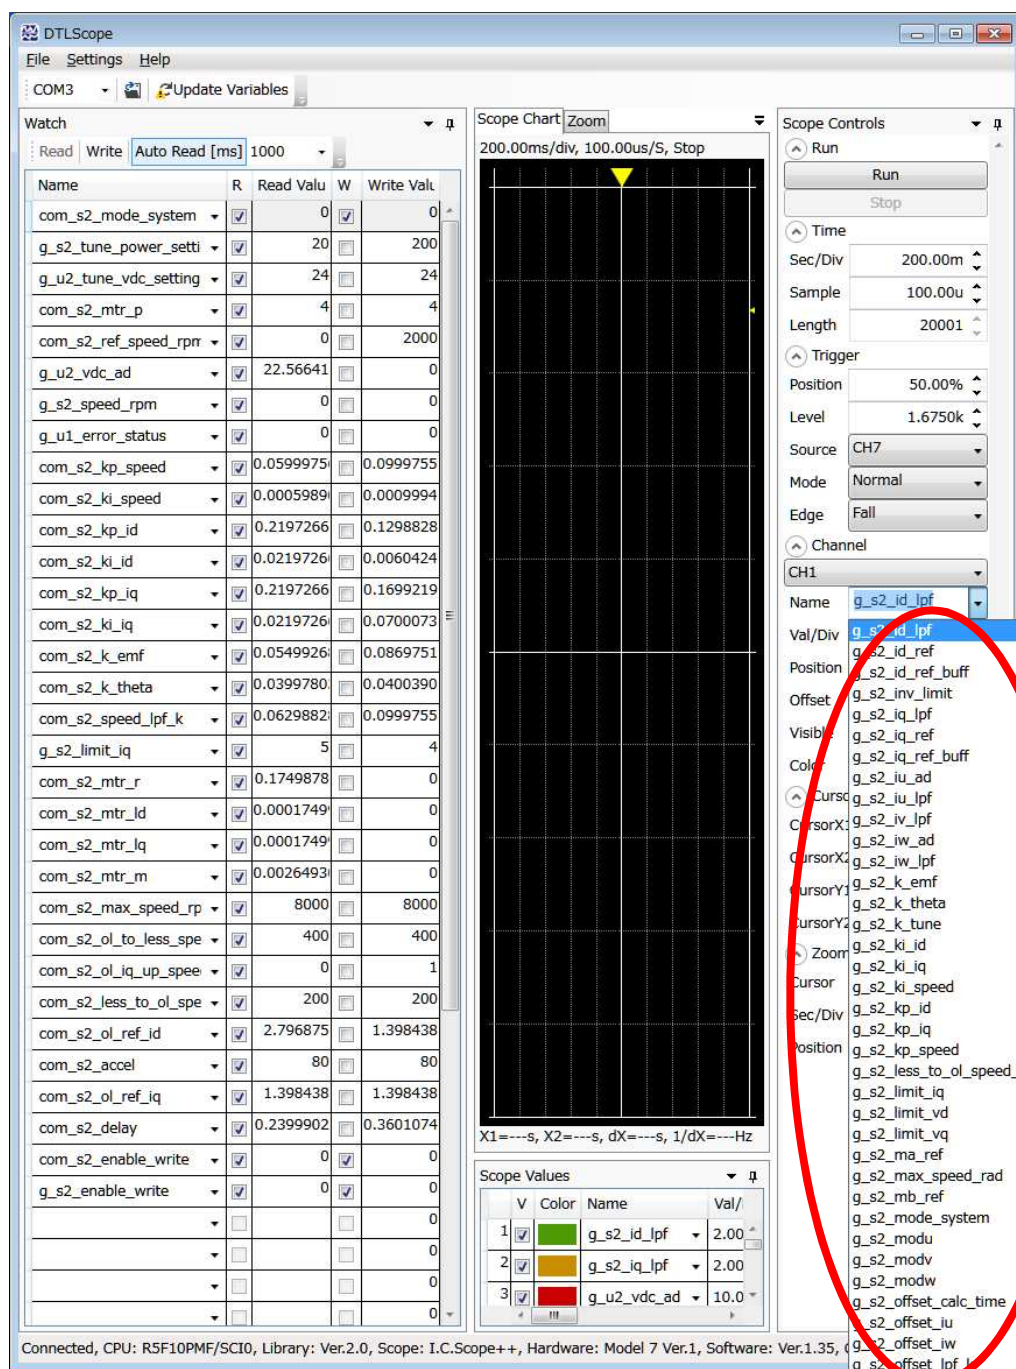 DTLScope
File Settings Help
COM3 Update Variables
Watch
Read Write Auto Read [ms] 1000
Name R Read Valu W Write Valu
com_s2_mode_system 0 0
g_s2_tune_power_setti 20 200
g_u2_tune_vdc_setting 24 24
com_s2_mtr_p 4 4
com_s2_ref_speed_rpm 0 2000
g_u2_vdc_ad 22.56641 0
g_s2_speed_rpm 0 0
g_u1_error_status 0 0
com_s2_kp_speed 0.0599975 0.0999755
com_s2_ki_speed 0.0005989 0.0009994
com_s2_kp_id 0.2197266 0.1298828
com_s2_ki_id 0.0219726 0.0060424
com_s2_kp_iq 0.2197266 0.1699219
com_s2_ki_iq 0.0219726 0.0700073
com_s2_k_emf 0.0549926 0.0869751
com_s2_k_theta 0.0399780 0.0400390
com_s2_speed_lpf_k 0.0629882 0.0999755
g_s2_limit_iq 5 4
com_s2_mtr_r 0.1749878 0
com_s2_mtr_ld 0.0001749 0
com_s2_mtr_lq 0.0001749 0
com_s2_mtr_m 0.0026493 0
com_s2_max_speed_rp 8000 8000
com_s2_ol_to_less_spe 400 400
com_s2_ol_iq_up_spee 0 1
com_s2_less_to_ol_spe 200 200
com_s2_ol_ref_id 2.796875 1.398438
com_s2_accel 80 80
com_s2_ol_ref_iq 1.398438 1.398438
com_s2_delay 0.2399902 0.3601074
com_s2_enable_write 0 0
g_s2_enable_write 0 0
0
0
0
0
Scope Chart Zoom
200.00ms/div, 100.00us/S, Stop
X1=---s, X2=---s, dX=---s, 1/dX=---Hz
Scope Values
V Color Name Val/
1 g_s2_id_lpf 2.00
2 g_s2_iq_lpf 2.00
3 g_u2_vdc_ad 10.0
Scope Controls
Run
Run
Stop
Time
Sec/Div 200.00m
Sample 100.00u
Length 20001
Trigger
Position 50.00%
Level 1.6750k
Source CH7
Mode Normal
Edge Fall
Channel
CH1
Name g_s2_id_lpf
Val/Div
Position
Offset
Visible
Color
Curso
CursorX1
CursorX2
CursorY1
CursorY2
Zoom
Cursor
Sec/Div
Position
g_s2_id_lpf
g_s2_id_ref
g_s2_id_ref_buff
g_s2_inv_limit
g_s2_iq_lpf
g_s2_iq_ref
g_s2_iq_ref_buff
g_s2_iu_ad
g_s2_iu_lpf
g_s2_iv_lpf
g_s2_iw_ad
g_s2_iw_lpf
g_s2_k_emf
g_s2_k_theta
g_s2_k_tune
g_s2_ki_id
g_s2_ki_iq
g_s2_ki_speed
g_s2_kp_id
g_s2_kp_iq
g_s2_kp_speed
g_s2_less_to_ol_speed_
g_s2_limit_iq
g_s2_limit_vd
g_s2_limit_vq
g_s2_ma_ref
g_s2_max_speed_rad
g_s2_mb_ref
g_s2_mode_system
g_s2_modu
g_s2_modv
g_s2_modw
g_s2_offset_calc_time
g_s2_offset_iu
g_s2_offset_iw
g_s2_offset_lpf_
Connected, CPU: R5F10PMF/SCI0, Library: Ver.2.0, Scope: I.C.Scope++, Hardware: Model 7 Ver.1, Software: Ver.1.35,